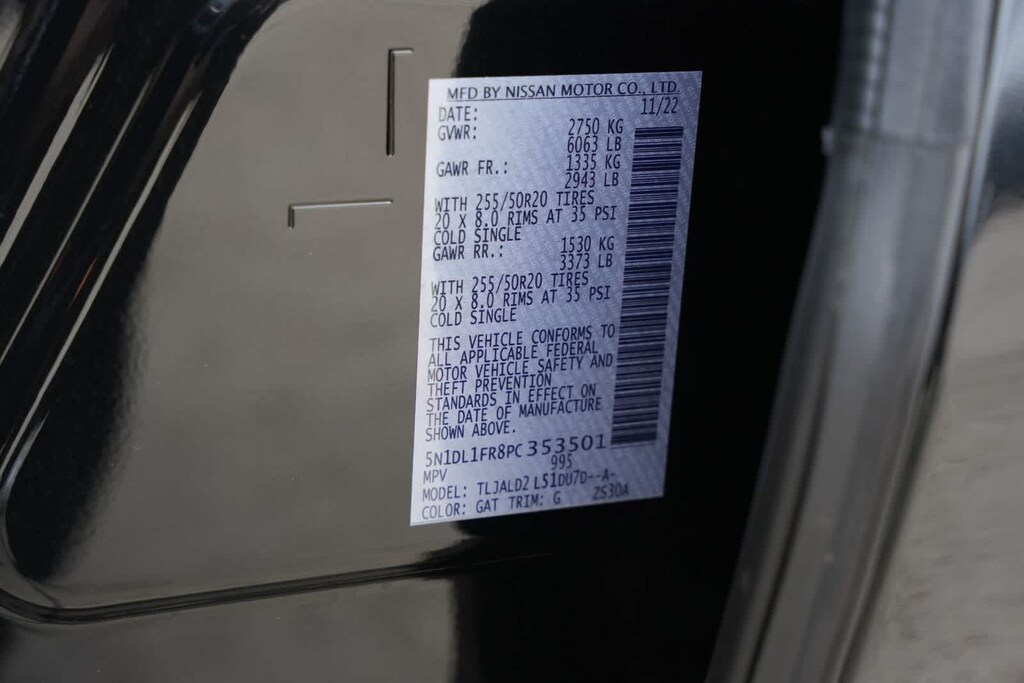 MFD BY NISSAN MOTOR CO., LTD.
DATE: 11/22
GVWR: 2750 KG
6063 LB
GAWR FR.: 1335 KG
2943 LB
WITH 255/50R20 TIRES
20 X 8.0 RIMS AT 35 PSI
COLD SINGLE
GAWR RR.: 1530 KG
3373 LB
WITH 255/50R20 TIRES
20 X 8.0 RIMS AT 35 PSI
COLD SINGLE
THIS VEHICLE CONFORMS TO
ALL APPLICABLE FEDERAL
MOTOR VEHICLE SAFETY AND
THEFT PREVENTION
STANDARDS IN EFFECT ON
THE DATE OF MANUFACTURE
SHOWN ABOVE.
5N1DL1FR8PC353501
MPV 995
MODEL: TLJALD2 L51DU7D--A-
COLOR: GAT TRIM: G ZS30A